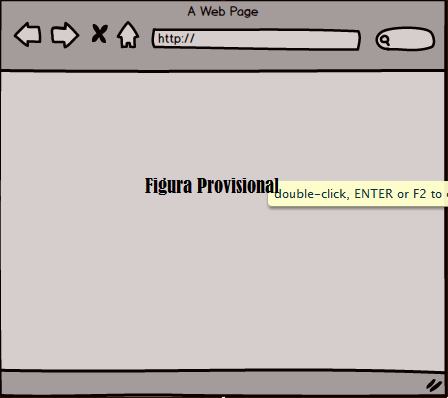 A Web Page
http://
Figura Provisional
double-click, ENTER or F2 to